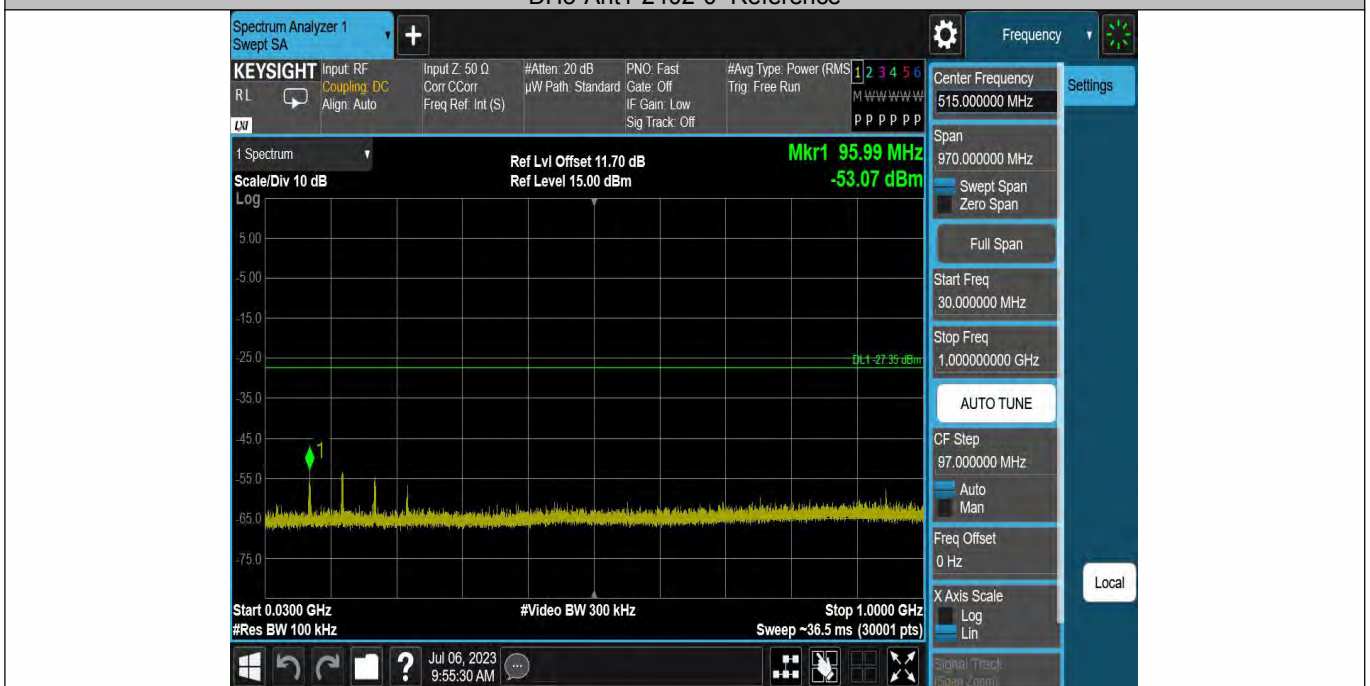 Spectrum Analyzer 1
Swept SA
+
Frequency
KEYSIGHT
RL
LXI
Input: RF
Coupling: DC
Align: Auto
Input Z: 50 Ω
Corr CCorr
Freq Ref: Int (S)
#Atten: 20 dB
µW Path: Standard
PNO: Fast
Gate: Off
IF Gain: Low
Sig Track: Off
#Avg Type: Power (RMS
Trig: Free Run
1 2 3 4 5 6
M W W W W W
P P P P P P
Center Frequency
515.000000 MHz
Settings
1 Spectrum
Scale/Div 10 dB
Log
Ref Lvl Offset 11.70 dB
Ref Level 15.00 dBm
Mkr1 95.99 MHz
-53.07 dBm
Span
970.000000 MHz
Swept Span
Zero Span
Full Span
Start Freq
30.000000 MHz
Stop Freq
1.000000000 GHz
AUTO TUNE
CF Step
97.000000 MHz
Auto
Man
Freq Offset
0 Hz
X Axis Scale
Log
Lin
Signal Track
(Span Zoom)
Local
5.00
-5.00
-15.0
-25.0
DL1 -27.35 dBm
-35.0
-45.0
1
-55.0
-65.0
-75.0
Start 0.0300 GHz
#Res BW 100 kHz
#Video BW 300 kHz
Stop 1.0000 GHz
Sweep ~36.5 ms (30001 pts)
?
Jul 06, 2023
9:55:30 AM